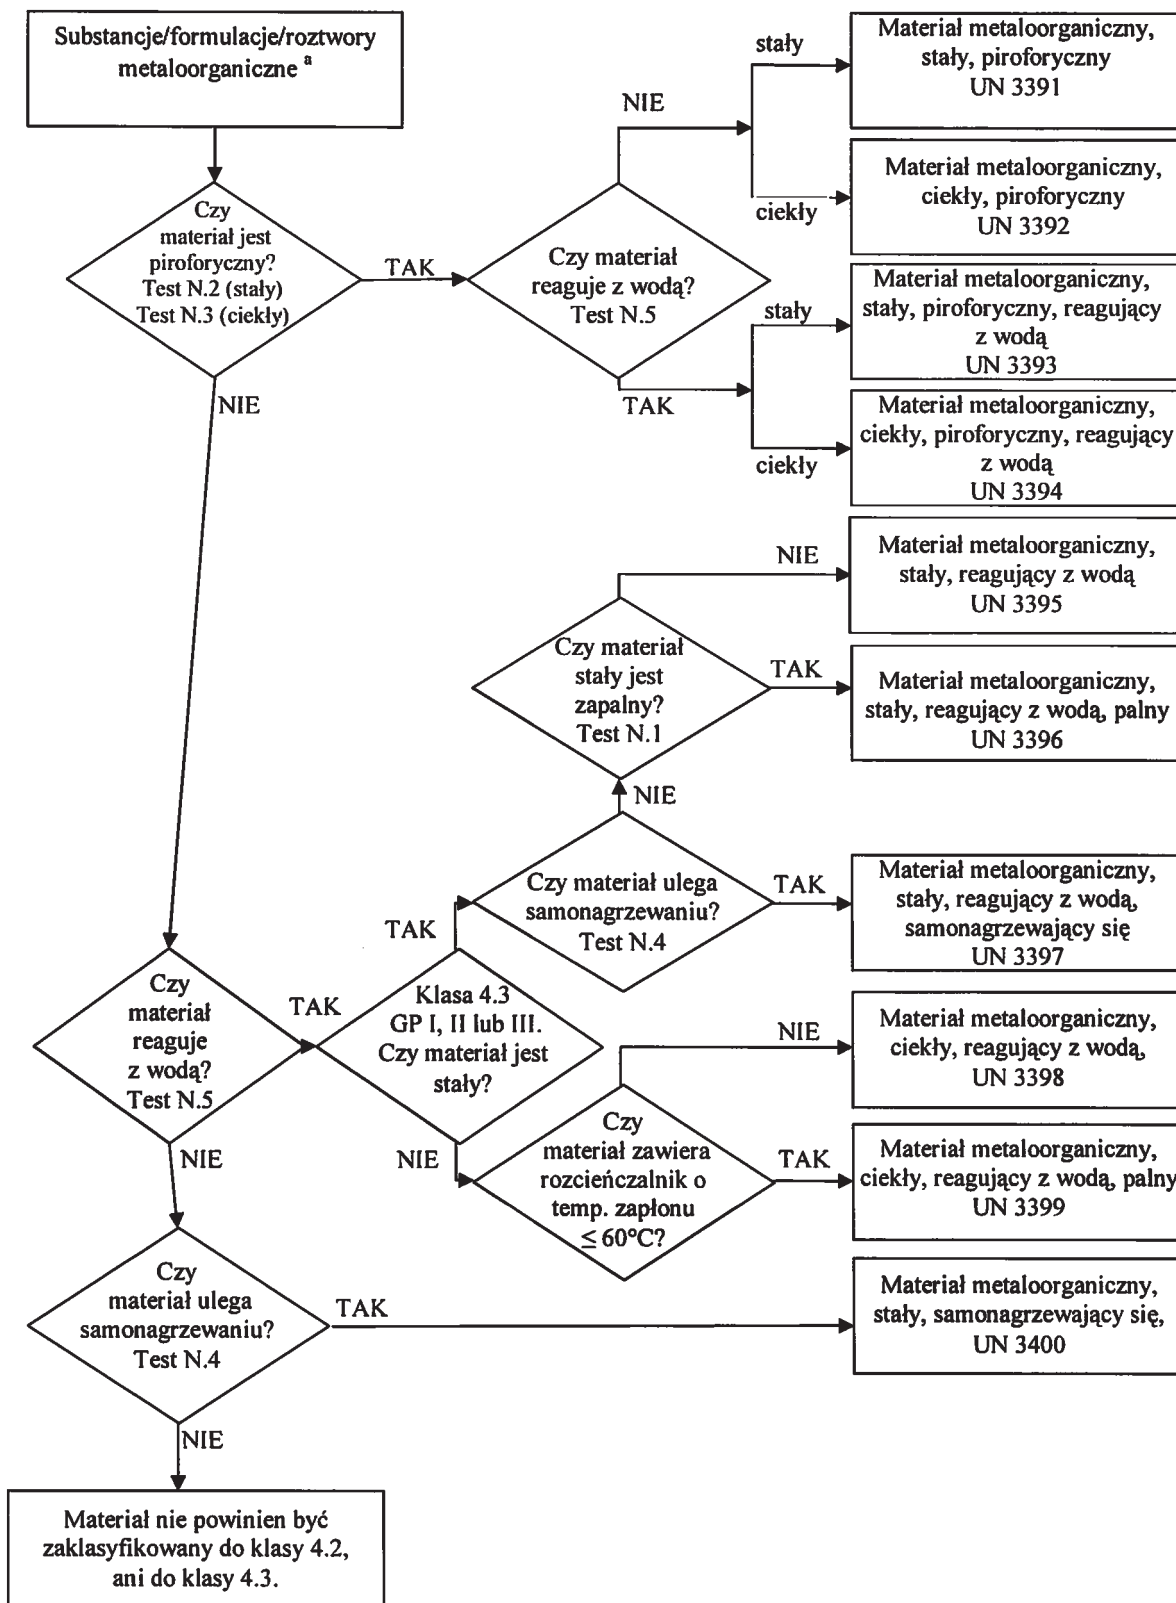 Substancje/formulacje/roztwory
metaloorganiczne ª
Czy
materiał jest
piroforyczny?
Test N.2 (stały)
Test N.3 (ciekły)
TAK
NIE
Czy materiał
reaguje z wodą?
Test N.5
NIE
stały
ciekły
TAK
stały
ciekły
Materiał metaloorganiczny,
stały, piroforyczny
UN 3391
Materiał metaloorganiczny,
ciekły, piroforyczny
UN 3392
Materiał metaloorganiczny,
stały, piroforyczny, reagujący
z wodą
UN 3393
Materiał metaloorganiczny,
ciekły, piroforyczny, reagujący
z wodą
UN 3394
NIE
Materiał metaloorganiczny,
stały, reagujący z wodą
UN 3395
Czy materiał
stały jest
zapalny?
Test N.1
TAK
Materiał metaloorganiczny,
stały, reagujący z wodą, palny
UN 3396
NIE
Czy materiał ulega
samonagrzewaniu?
Test N.4
TAK
Materiał metaloorganiczny,
stały, reagujący z wodą,
samonagrzewający się
UN 3397
TAK
Czy
materiał
reaguje
z wodą?
Test N.5
TAK
Klasa 4.3
GP I, II lub III.
Czy materiał jest
stały?
NIE
Materiał metaloorganiczny,
ciekły, reagujący z wodą,
UN 3398
NIE
NIE
Czy
materiał zawiera
rozcieńczalnik o
temp. zapłonu
≤ 60°C?
TAK
Materiał metaloorganiczny,
ciekły, reagujący z wodą, palny
UN 3399
Czy
materiał ulega
samonagrzewaniu?
Test N.4
TAK
Materiał metaloorganiczny,
stały, samonagrzewający się,
UN 3400
NIE
Materiał nie powinien być
zaklasyfikowany do klasy 4.2,
ani do klasy 4.3.